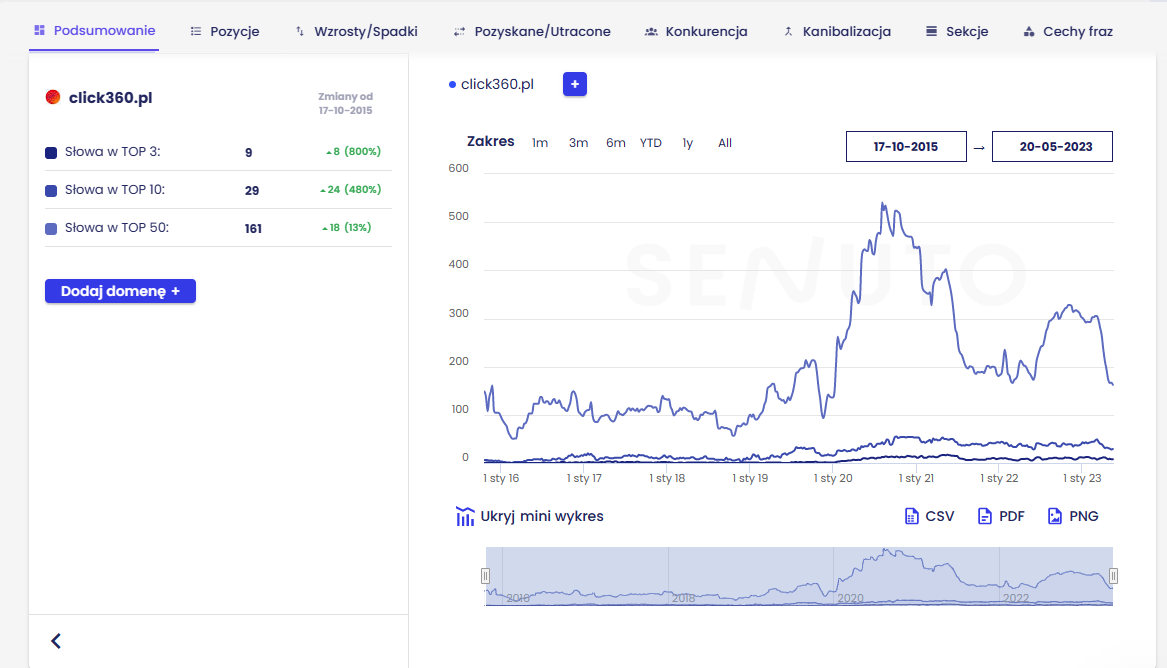 Podsumowanie Pozycje Wzrosty/Spadki Pozyskane/Utracone Konkurencja Kanibalizacja Sekcje Cechy fraz
click360.pl
Zmiany od
17-10-2015
Słowa w TOP 3: 9 8 (800%)
Słowa w TOP 10: 29 24 (480%)
Słowa w TOP 50: 161 18 (13%)
Dodaj domenę +
click360.pl +
Zakres 1m 3m 6m YTD 1y All 17-10-2015 → 20-05-2023
600
500
400
300
200
100
0
SENUTO
1 sty 16 1 sty 17 1 sty 18 1 sty 19 1 sty 20 1 sty 21 1 sty 22 1 sty 23
Ukryj mini wykres CSV PDF PNG
2016 2018 2020 2022